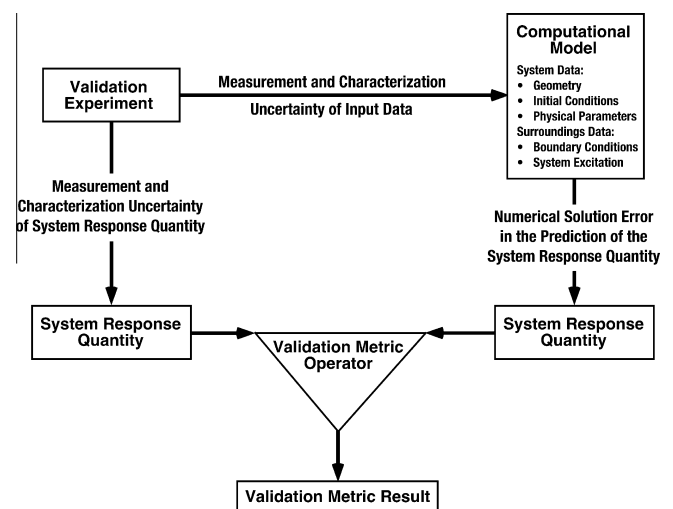 Computational
Model
System Data:
• Geometry
• Initial Conditions
• Physical Parameters
Surroundings Data:
• Boundary Conditions
• System Excitation
Validation
Experiment
Measurement and Characterization
Uncertainty of Input Data
Measurement and
Characterization Uncertainty
of System Response Quantity
Numerical Solution Error
in the Prediction of the
System Response Quantity
System Response
Quantity
Validation Metric
Operator
System Response
Quantity
Validation Metric Result